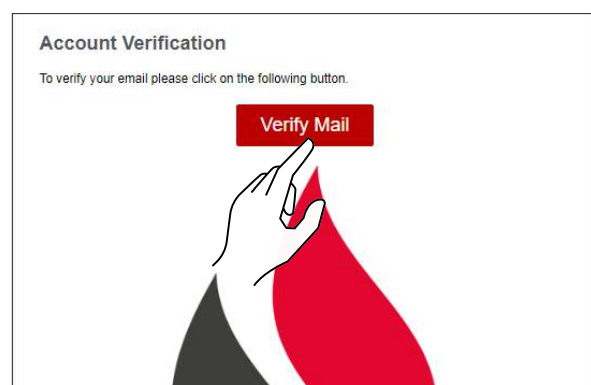 Account Verification
To verify your email please click on the following button.
Verify Mail